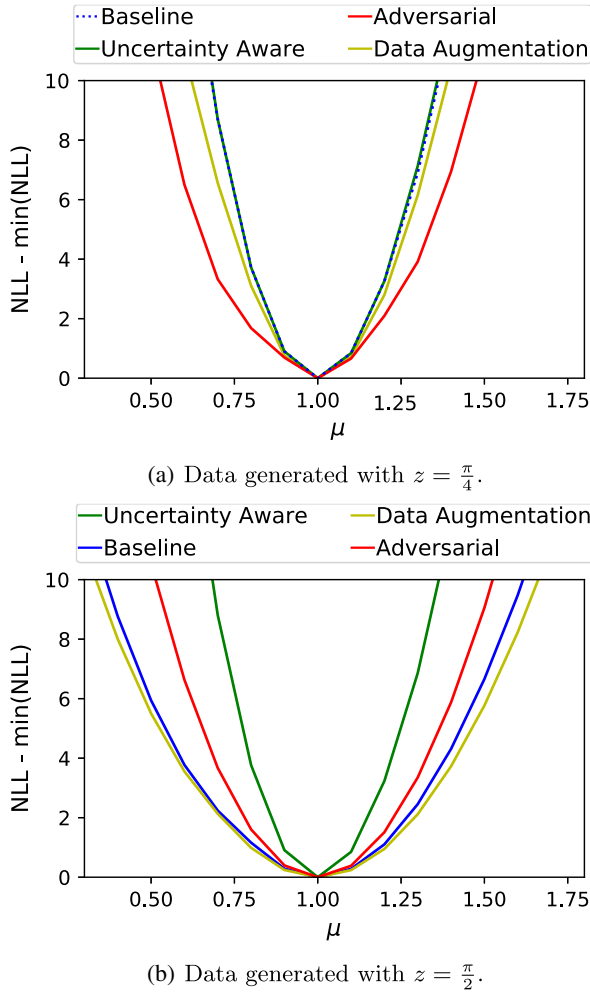 Baseline Adversarial
Uncertainty Aware Data Augmentation
10
8
6
4
2
0
NLL - min(NLL)
0.50 0.75 1.00 1.25 1.50 1.75
μ
(a) Data generated with z = π/4.
Uncertainty Aware Data Augmentation
Baseline Adversarial
10
8
6
4
2
0
NLL - min(NLL)
0.50 0.75 1.00 1.25 1.50 1.75
μ
(b) Data generated with z = π/2.